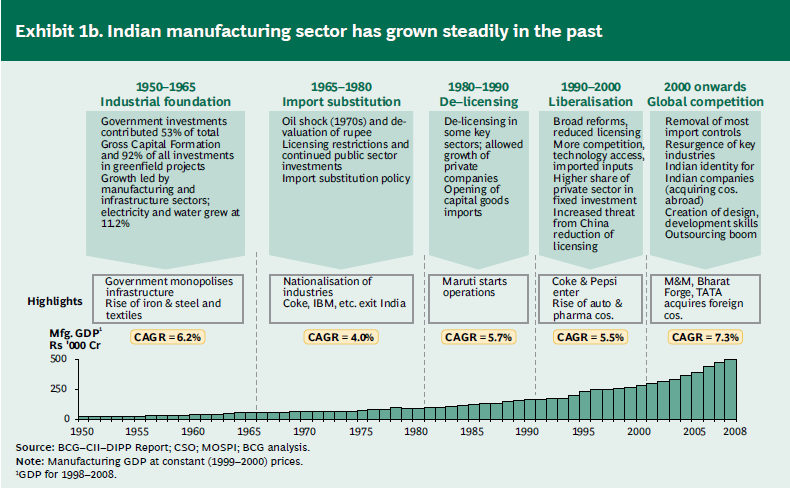 Exhibit 1b. Indian manufacturing sector has grown steadily in the past
1950–1965
Industrial foundation
Government investments
contributed 53% of total
Gross Capital Formation
and 92% of all investments
in greenfield projects
Growth led by
manufacturing and
infrastructure sectors;
electricity and water grew at
11.2%
1965–1980
Import substitution
Oil shock (1970s) and de-
valuation of rupee
Licensing restrictions and
continued public sector
investments
Import substitution policy
1980–1990
De–licensing
De-licensing in
some key
sectors; allowed
growth of
private
companies
Opening of
capital goods
imports
1990–2000
Liberalisation
Broad reforms,
reduced licensing
More competition,
technology access,
imported inputs
Higher share of
private sector in
fixed investment
Increased threat
from China
reduction of
licensing
2000 onwards
Global competition
Removal of most
import controls
Resurgence of key
industries
Indian identity for
Indian companies
(acquiring cos.
abroad)
Creation of design,
development skills
Outsourcing boom
Highlights
Government monopolises
infrastructure
Rise of iron & steel and
textiles
Nationalisation of
industries
Coke, IBM, etc. exit India
Maruti starts
operations
Coke & Pepsi
enter
Rise of auto &
pharma cos.
M&M, Bharat
Forge, TATA
acquires foreign
cos.
Mfg. GDP¹
Rs '000 Cr
CAGR = 6.2%
CAGR = 4.0%
CAGR = 5.7%
CAGR = 5.5%
CAGR = 7.3%
500
250
0
1950 1955 1960 1965 1970 1975 1980 1985 1990 1995 2000 2005 2008
Source: BCG–CII–DIPP Report; CSO; MOSPI; BCG analysis.
Note: Manufacturing GDP at constant (1999–2000) prices.
¹GDP for 1998–2008.